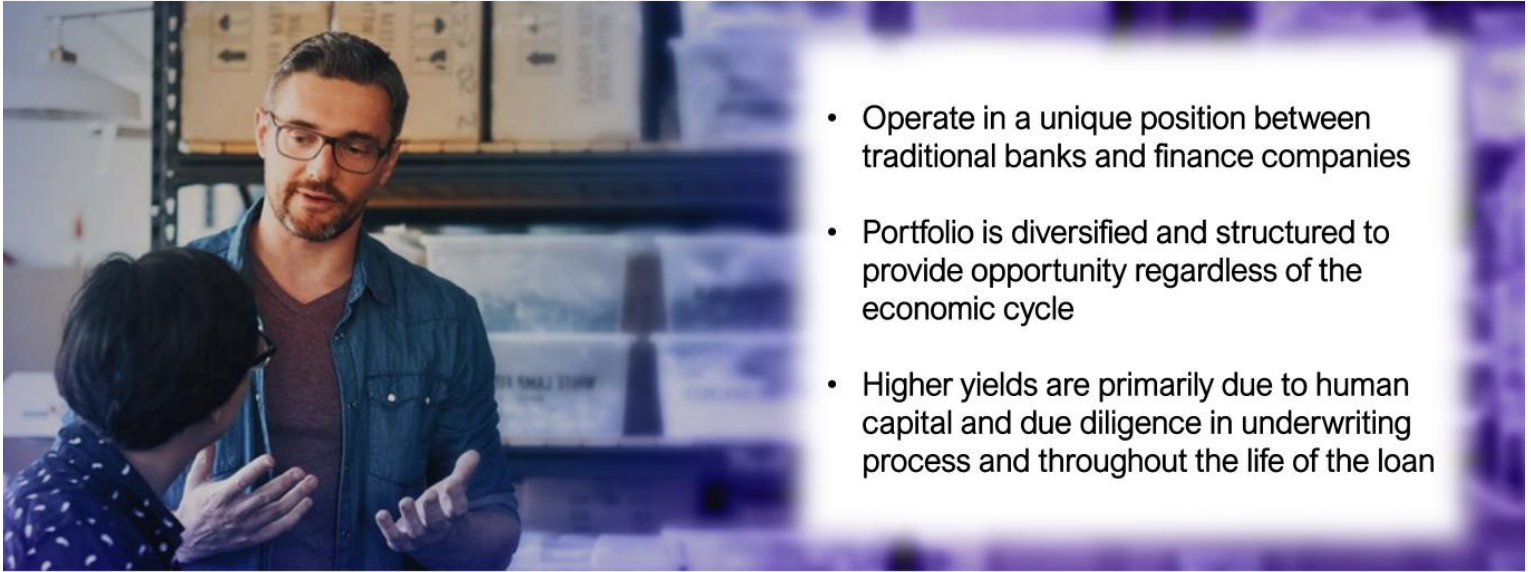 • Operate in a unique position between
traditional banks and finance companies
• Portfolio is diversified and structured to
provide opportunity regardless of the
economic cycle
• Higher yields are primarily due to human
capital and due diligence in underwriting
process and throughout the life of the loan